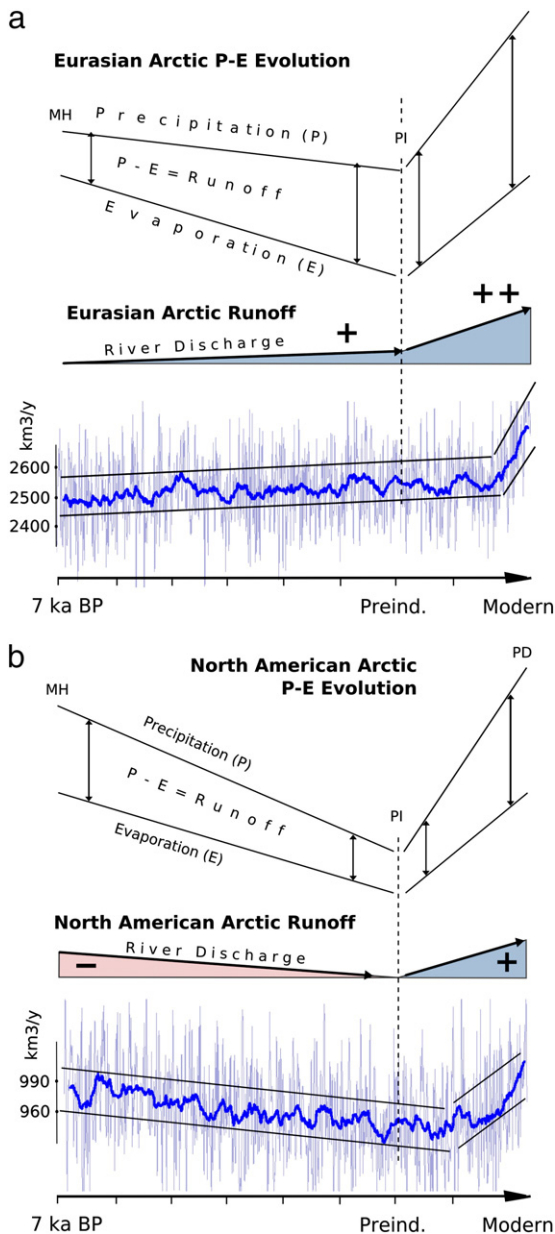 a
Eurasian Arctic P-E Evolution
MH
Precipitation (P)
PI
P - E = Runoff
Evaporation (E)
++
Eurasian Arctic Runoff
+
River Discharge
km3/y
2600
2500
2400
7 ka BP
Preind.
Modern
b
North American Arctic
P-E Evolution
PD
MH
Precipitation (P)
P - E = Runoff
PI
Evaporation (E)
North American Arctic Runoff
River Discharge
−
+
km3/y
990
960
7 ka BP
Preind.
Modern